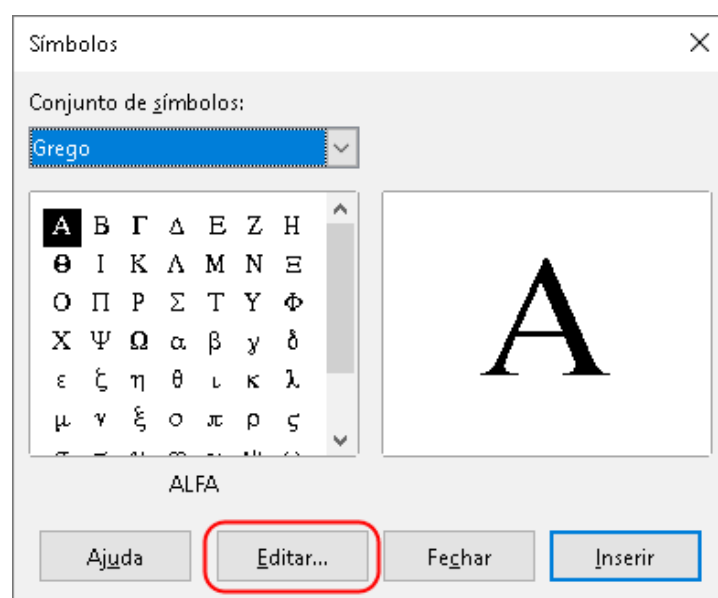 Símbolos
Conjunto de símbolos:
Grego
Α Β Γ Δ Ε Ζ Η
Θ Ι Κ Λ Μ Ν Ξ
Ο Π Ρ Σ Τ Υ Φ
Χ Ψ Ω α β γ δ
ε ζ η θ ι κ λ
μ ν ξ ο π ρ ς
Α
ALFA
Ajuda
Editar...
Fechar
Inserir